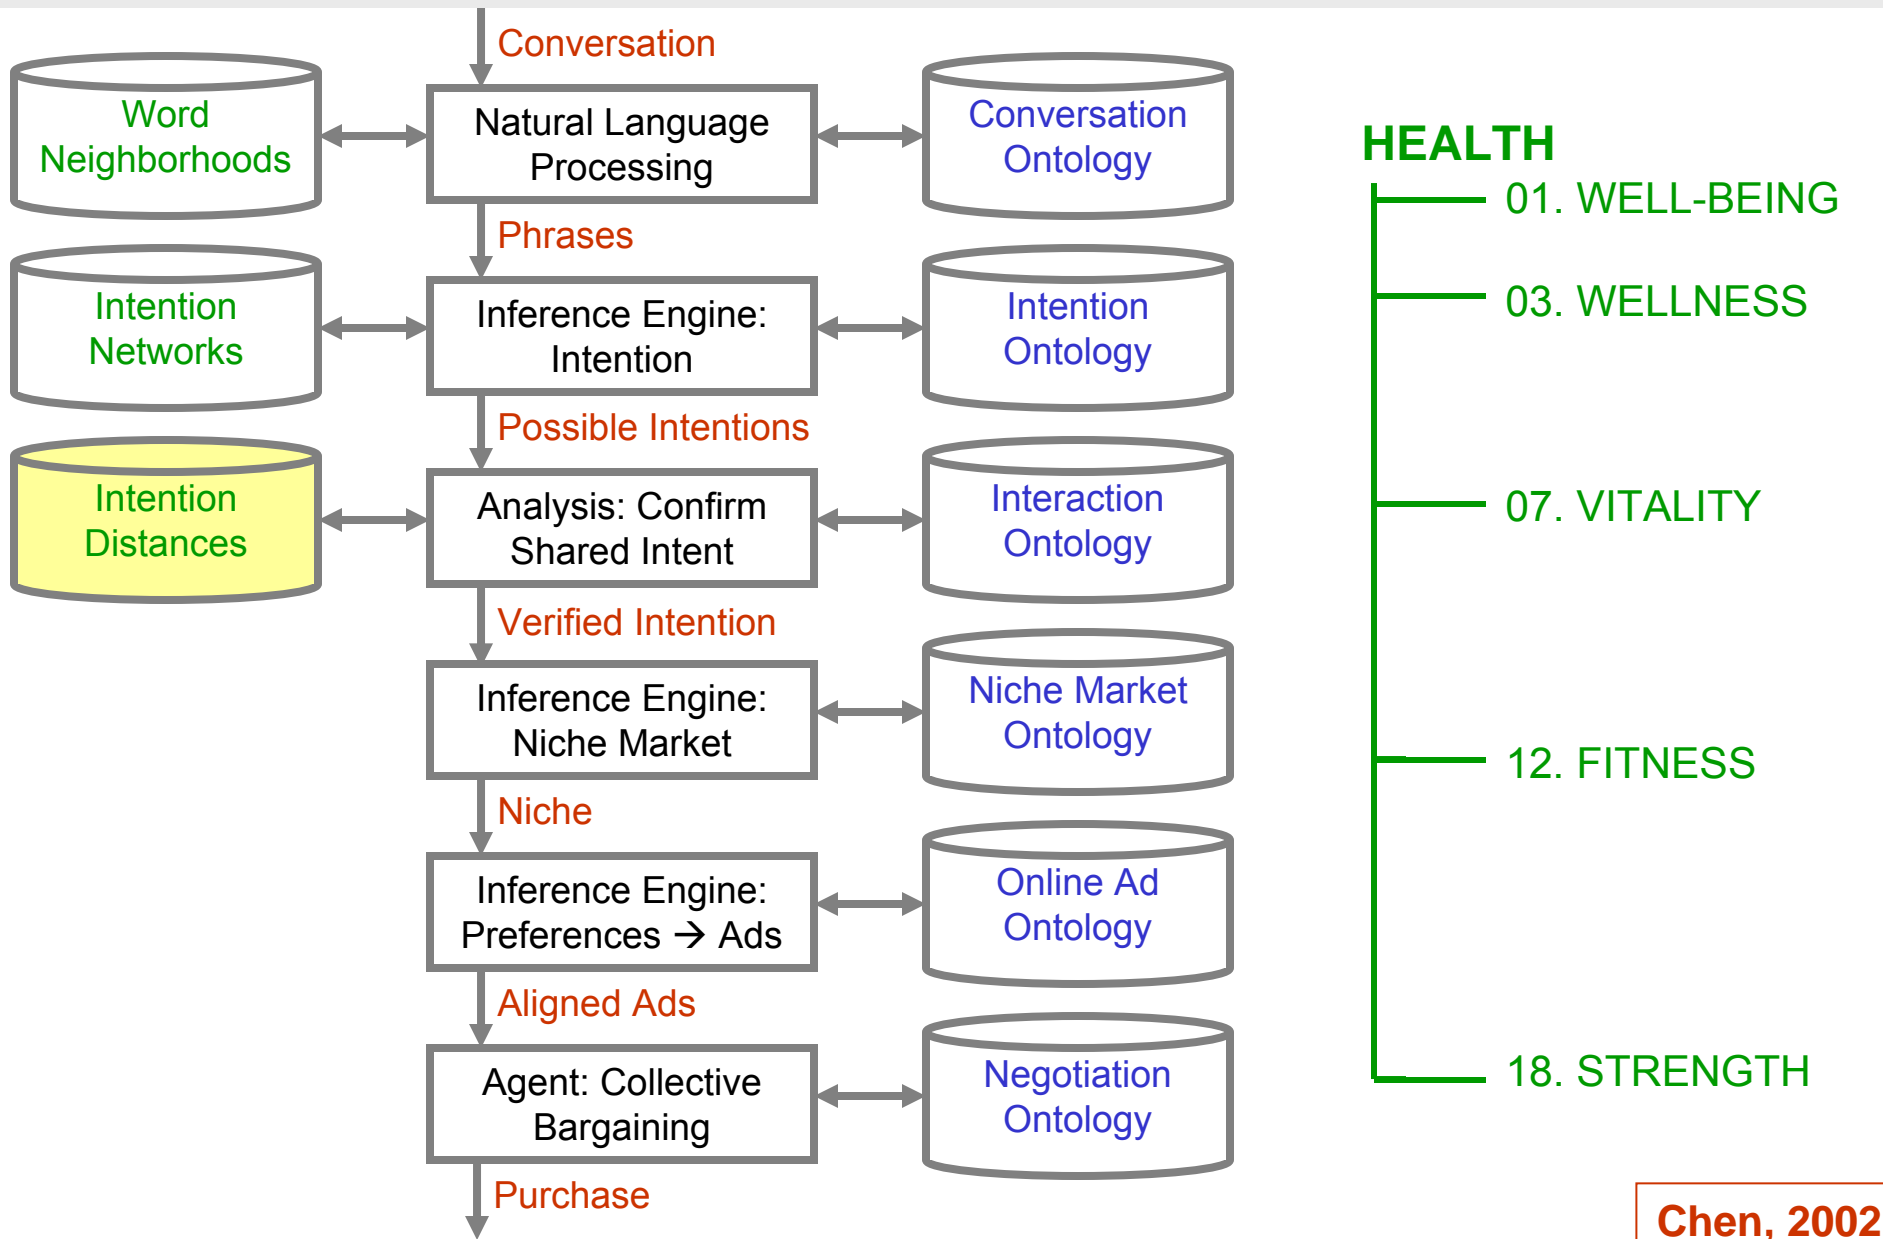 Conversation
Word
Neighborhoods
Natural Language
Processing
Conversation
Ontology
Phrases
Intention
Networks
Inference Engine:
Intention
Intention
Ontology
Possible Intentions
Intention
Distances
Analysis: Confirm
Shared Intent
Interaction
Ontology
Verified Intention
Inference Engine:
Niche Market
Niche Market
Ontology
Niche
Inference Engine:
Preferences → Ads
Online Ad
Ontology
Aligned Ads
Agent: Collective
Bargaining
Negotiation
Ontology
Purchase
HEALTH
01. WELL-BEING
03. WELLNESS
07. VITALITY
12. FITNESS
18. STRENGTH
Chen, 2002